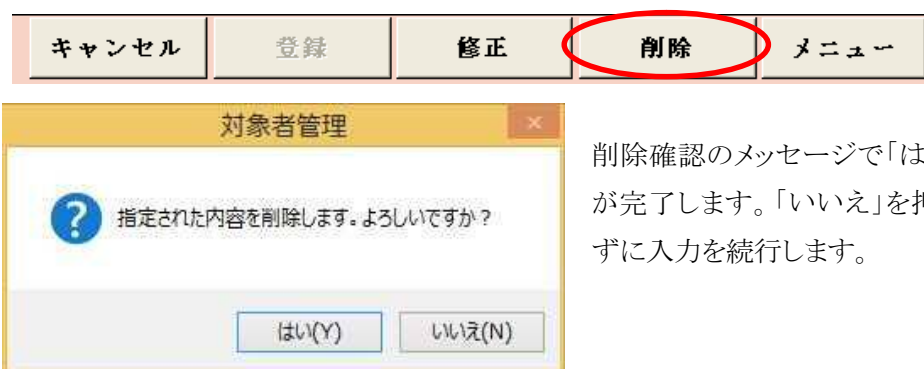 キャンセル 登録 修正 削除 メニュー
対象者管理
指定された内容を削除します。よろしいですか?
はい(Y) いいえ(N)
削除確認のメッセージで「は
が完了します。「いいえ」を
ずに入力を続行します。